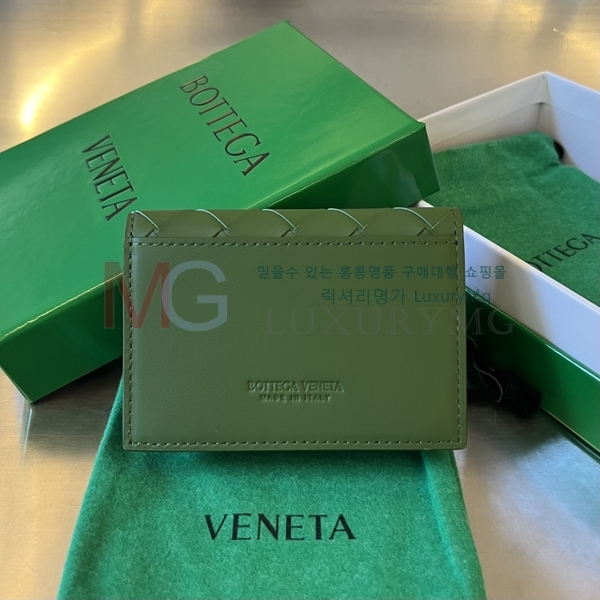 BOTTEGA
VENETA
OTTEGA
MG
믿을수 있는 홍콩명품 구매대행 쇼핑몰
럭셔리명가 LuxuryMg
LUXURYMG
BOTTEGA VENETA
MADE IN ITALY
VENETA